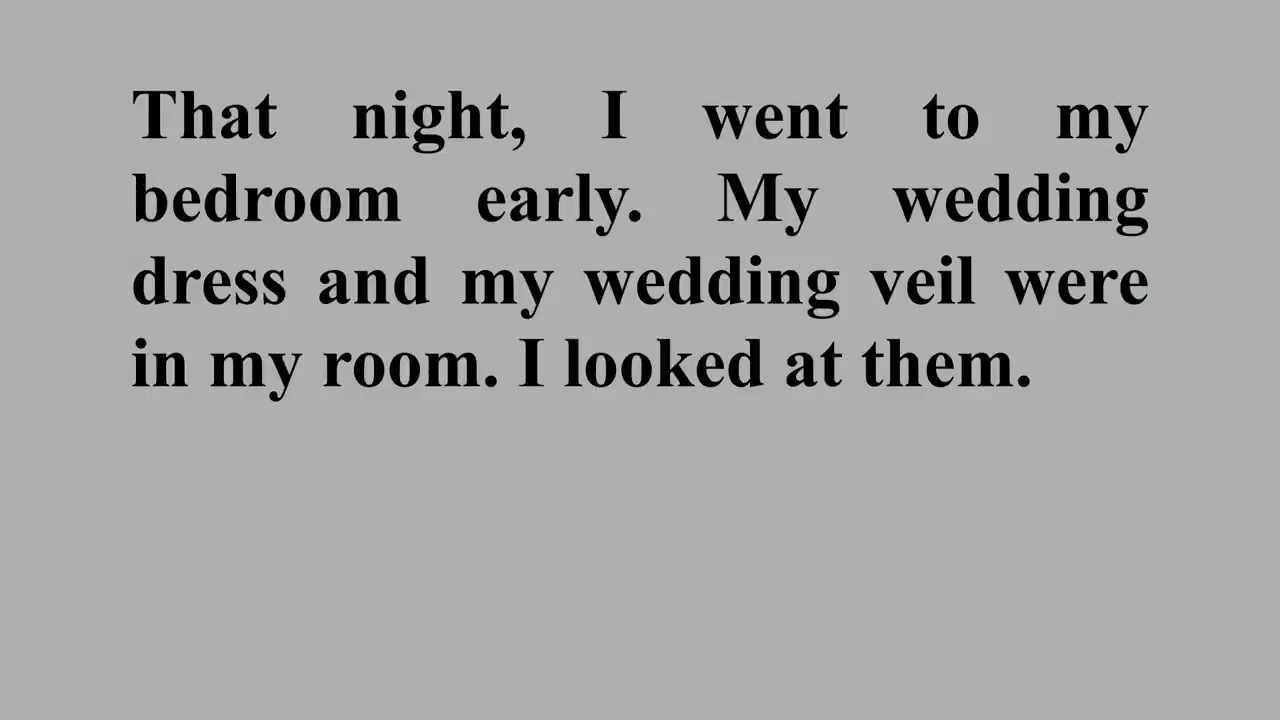 That night, I went to my
bedroom early. My wedding
dress and my wedding veil were
in my room. I looked at them.